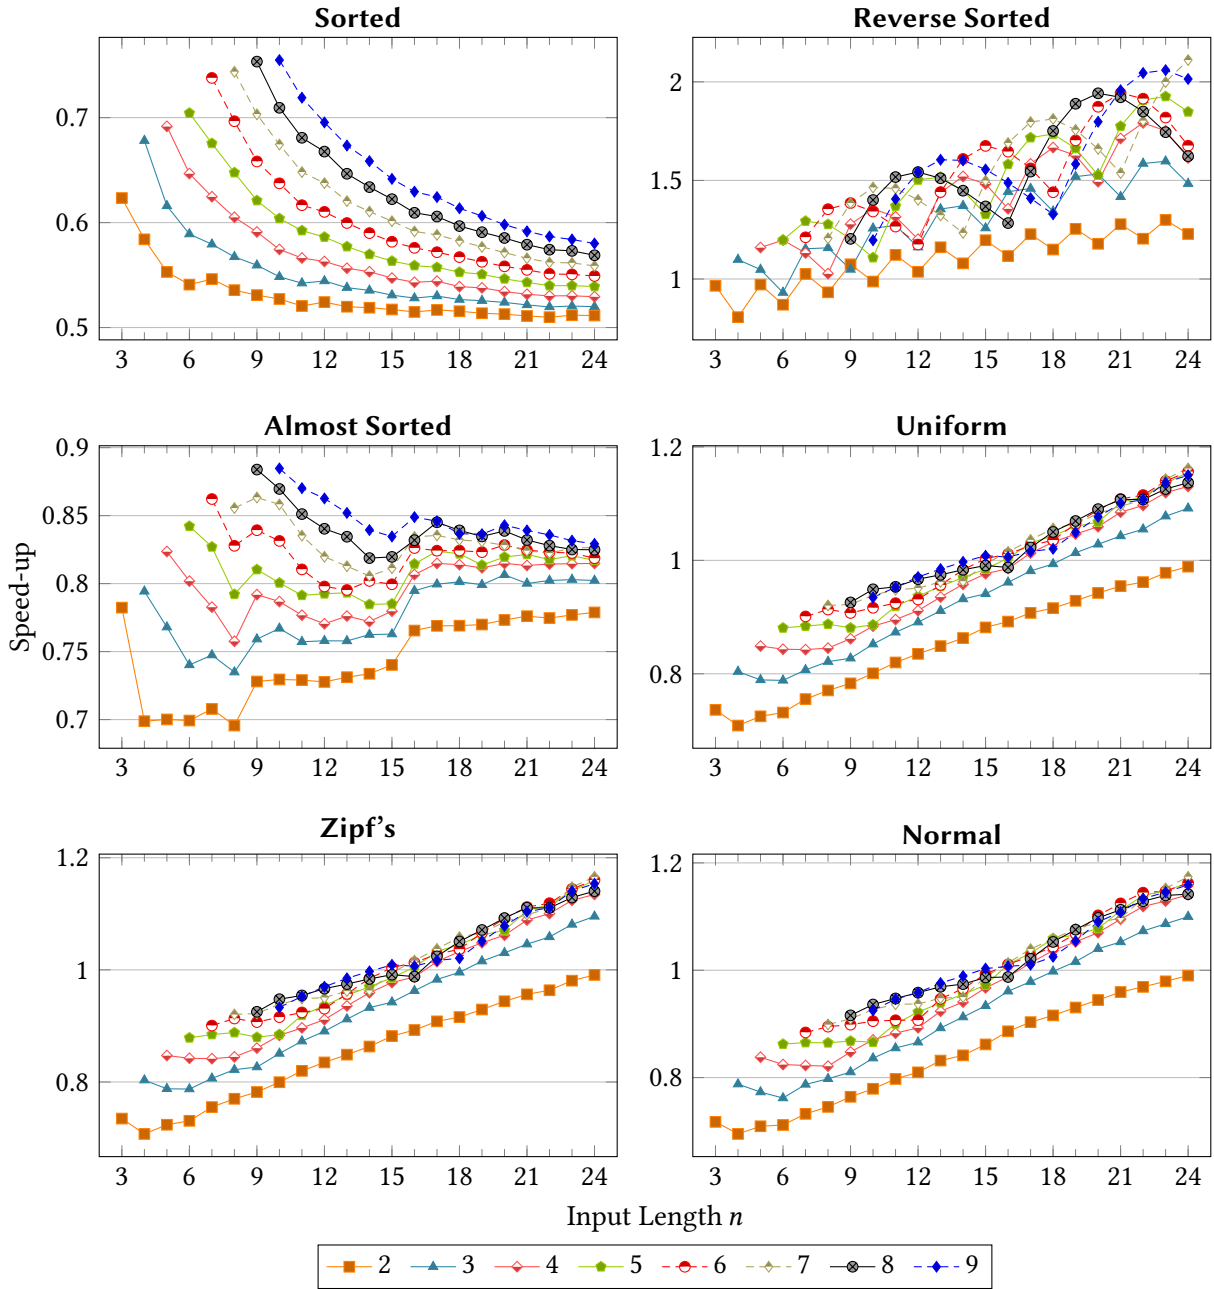 Sorted
Reverse Sorted
0.7
0.6
0.5
3 6 9 12 15 18 21 24
2
1.5
1
3 6 9 12 15 18 21 24
Almost Sorted
Uniform
Speed-up
0.9
0.85
0.8
0.75
0.7
3 6 9 12 15 18 21 24
1.2
1
0.8
3 6 9 12 15 18 21 24
Zipf's
Normal
1.2
1
0.8
3 6 9 12 15 18 21 24
1.2
1
0.8
3 6 9 12 15 18 21 24
Input Length n
2 3 4 5 6 7 8 9